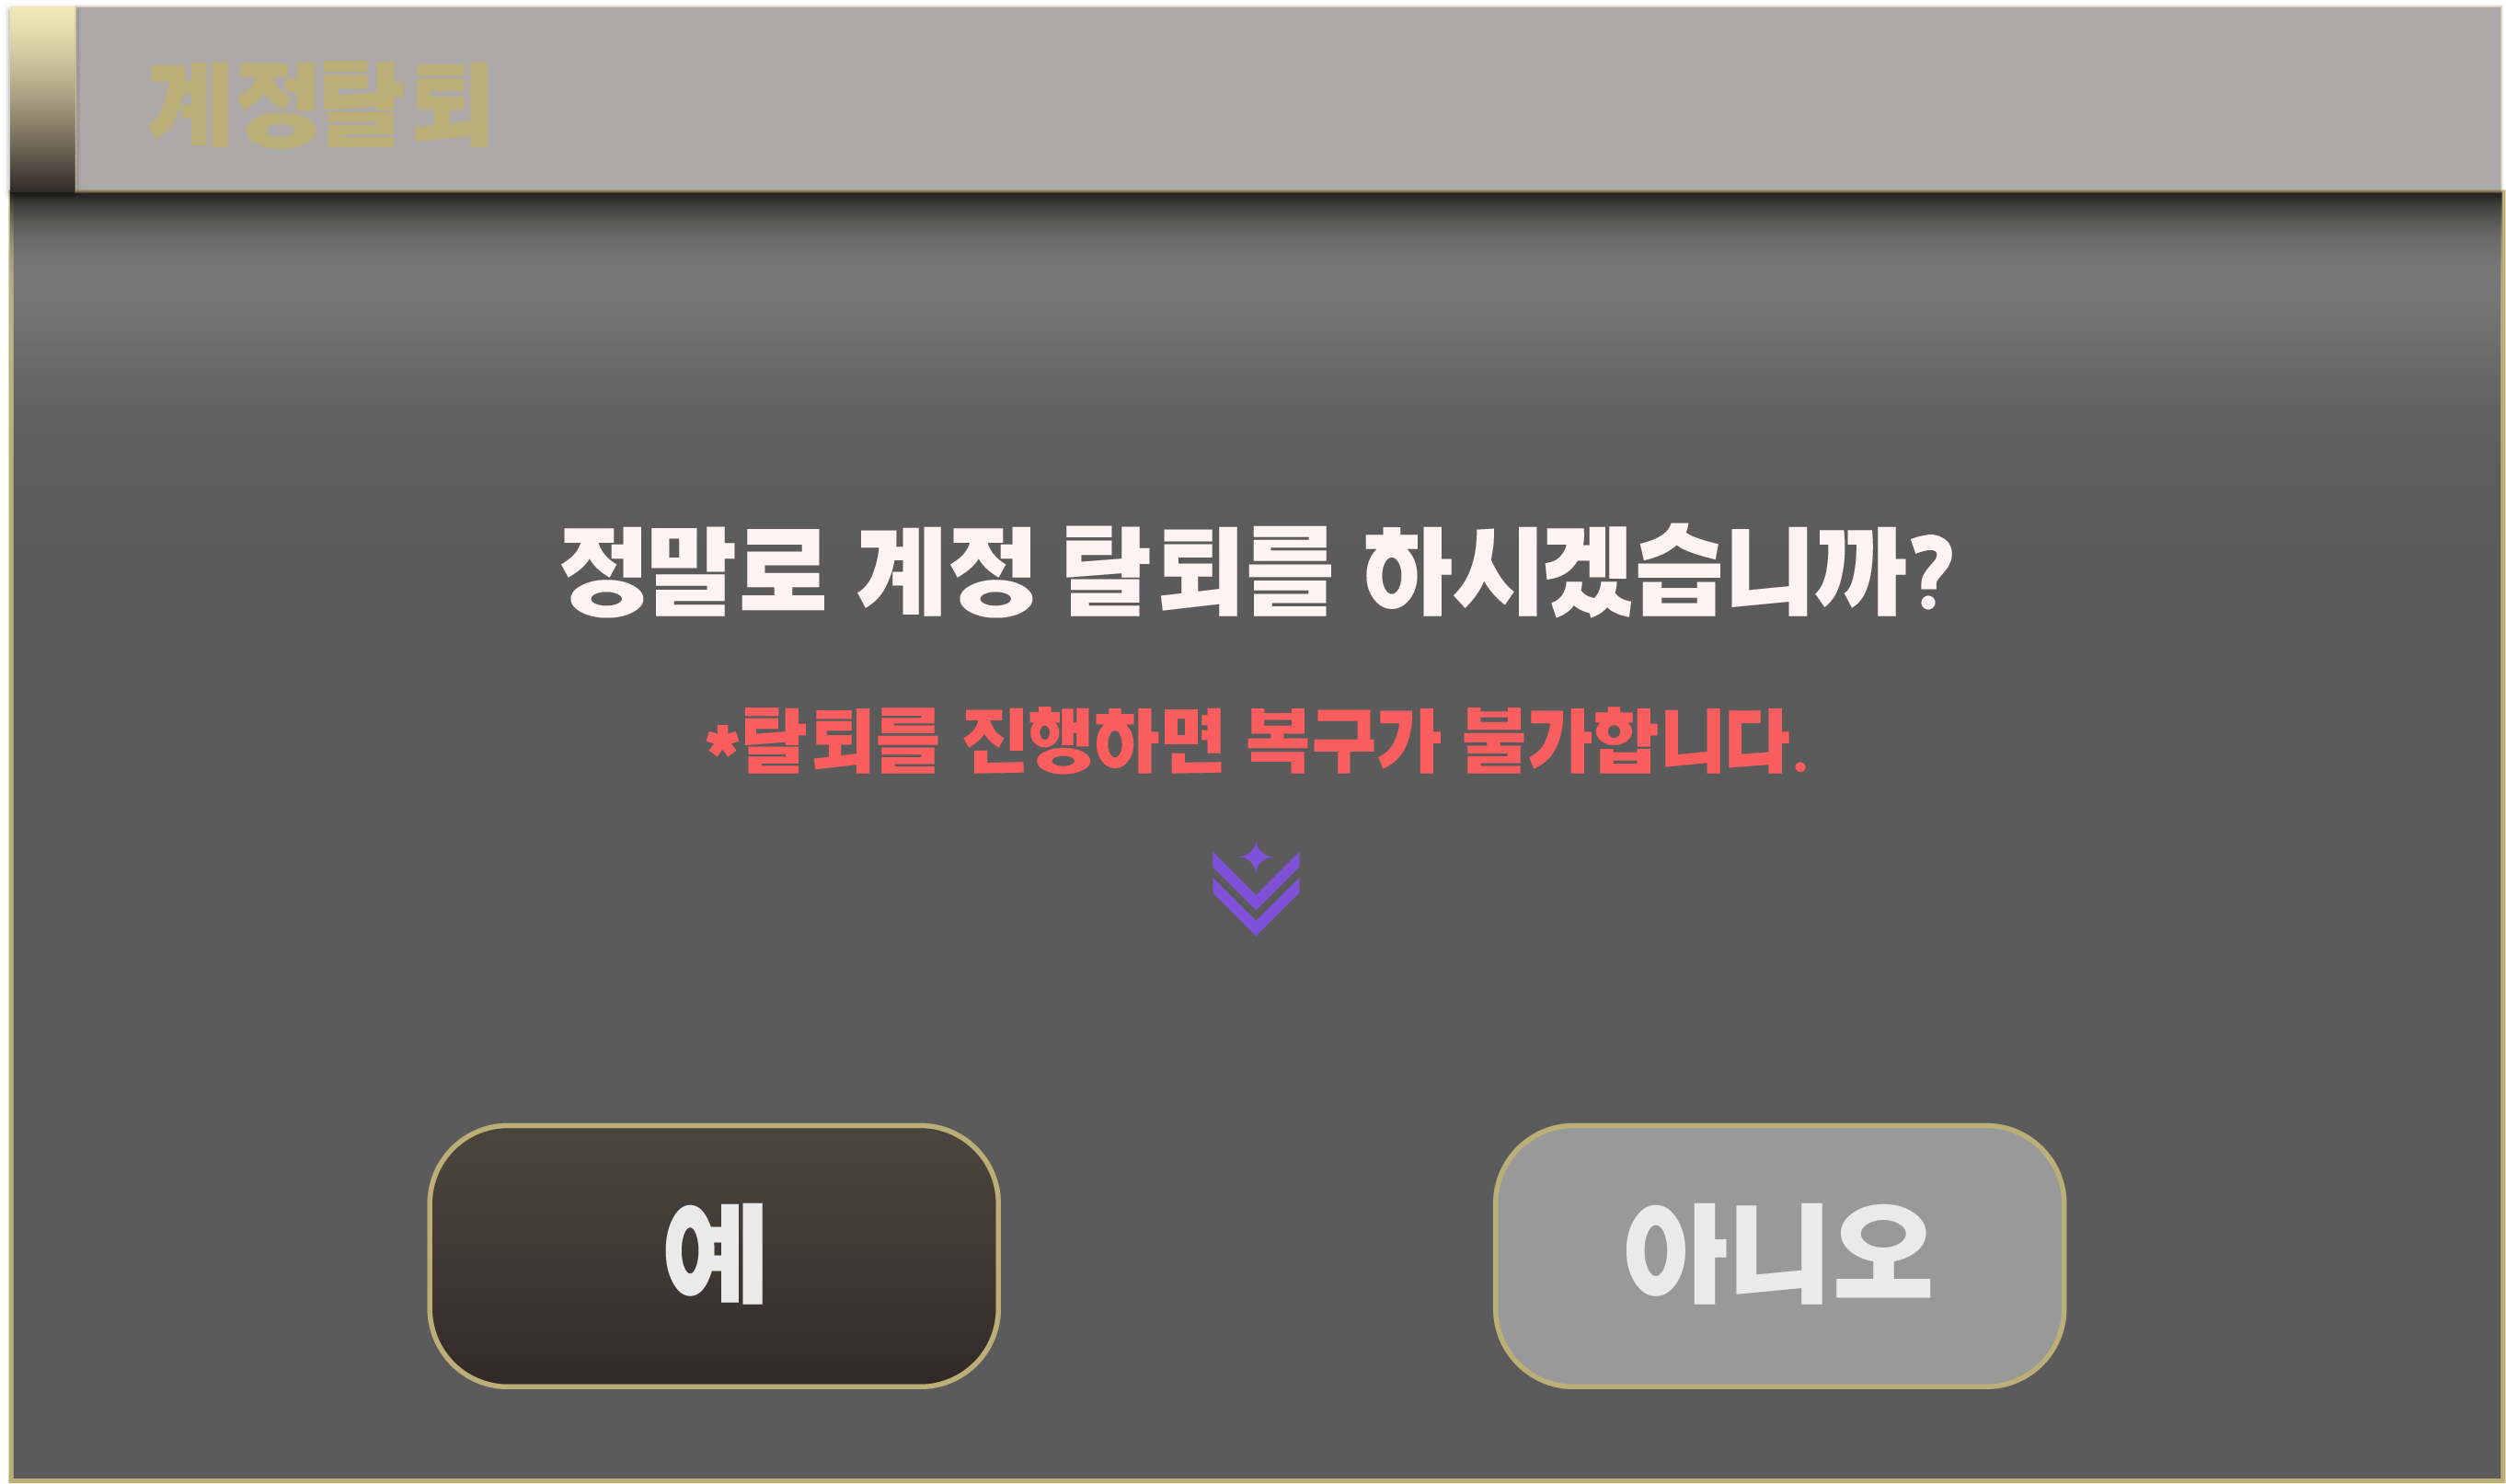 계정탈퇴
정말로 계정 탈퇴를 하시겠습니까?
*탈퇴를 진행하면 복구가 불가합니다.
예
아니오